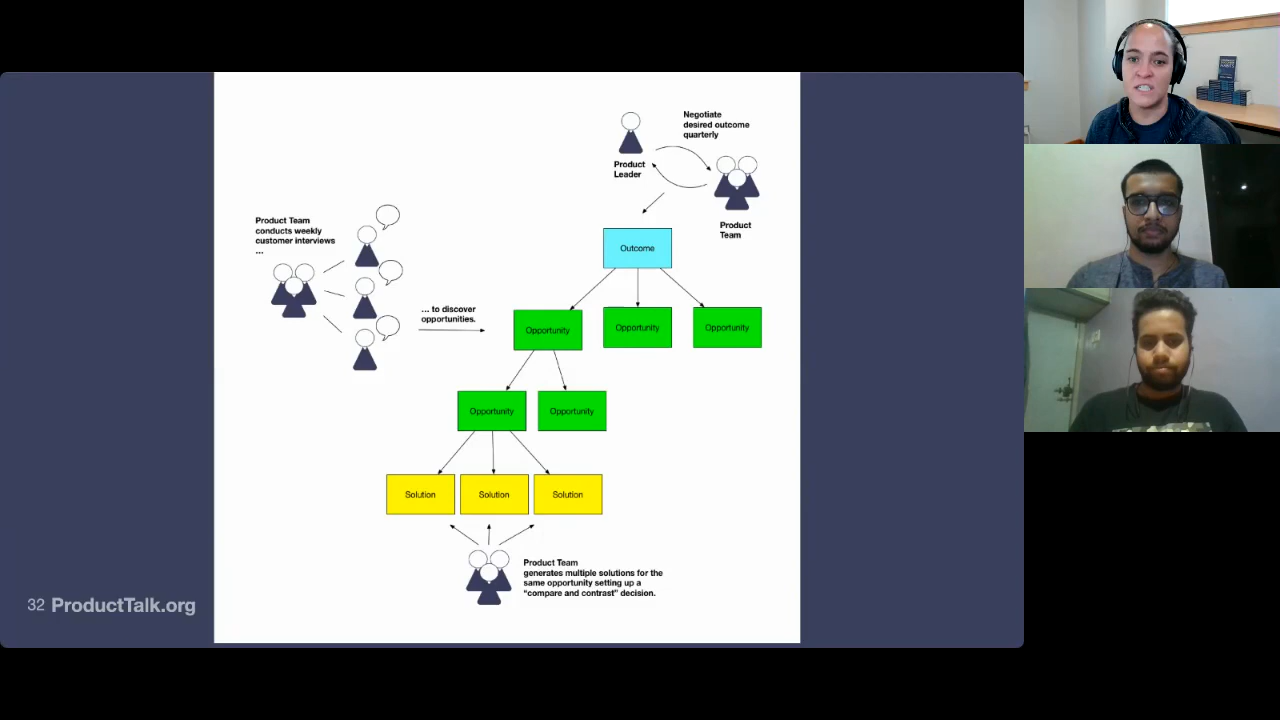 Negotiate
desired outcome
quarterly
Product
Leader
Product
Team
Product Team
conducts weekly
customer interviews
...
... to discover
opportunities.
Outcome
Opportunity
Opportunity
Opportunity
Opportunity
Opportunity
Solution
Solution
Solution
Product Team
generates multiple solutions for the
same opportunity setting up a
“compare and contrast” decision.
32 ProductTalk.org